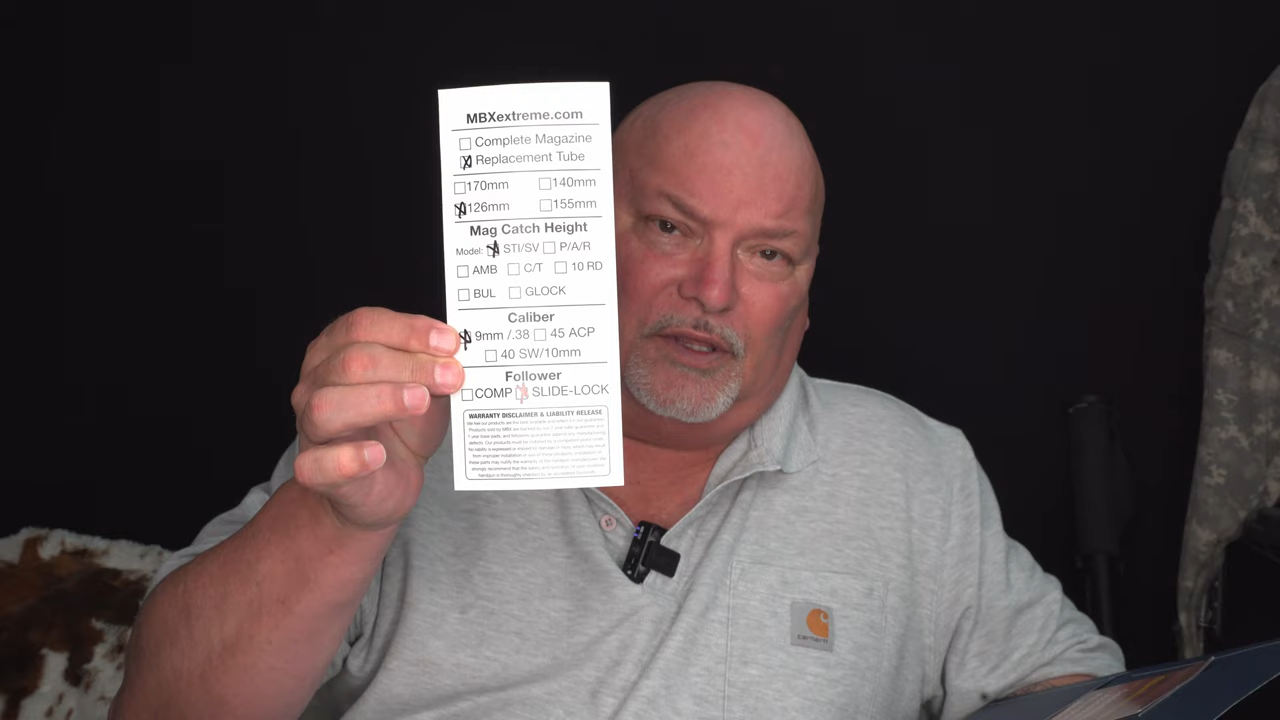 MBXextreme.com
Complete Magazine
Replacement Tube
170mm 140mm
126mm 155mm
Mag Catch Height
Model: STI/SV P/A/R
AMB C/T 10 RD
BUL GLOCK
Caliber
9mm /.38 45 ACP
40 SW/10mm
Follower
COMP SLIDE-LOCK
WARRANTY DISCLAIMER & LIABILITY RELEASE
carhartt